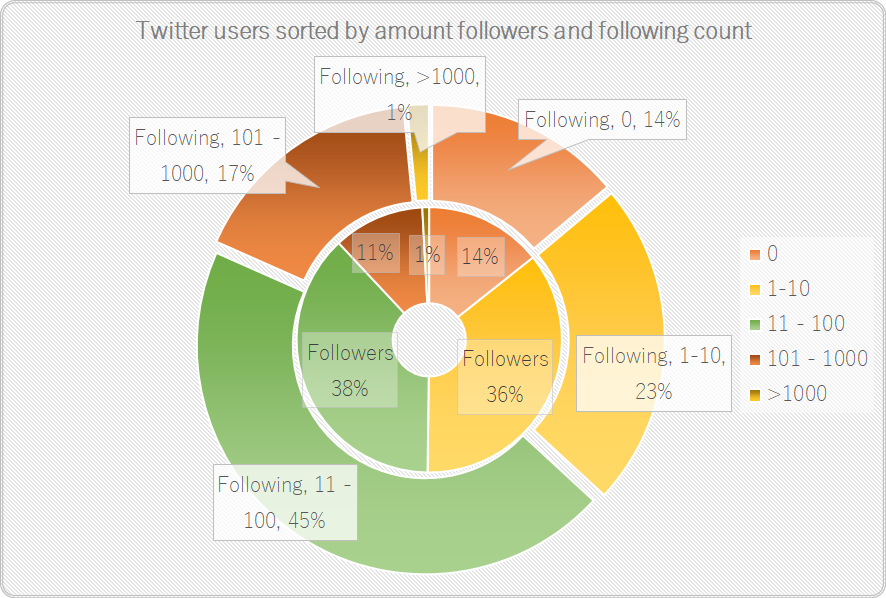 Twitter users sorted by amount followers and following count
Following, >1000,
1%
Following, 0, 14%
Following, 101 -
1000, 17%
11%
1%
14%
0
1-10
11 - 100
101 - 1000
>1000
Followers
38%
Followers
36%
Following, 1-10,
23%
Following, 11 -
100, 45%